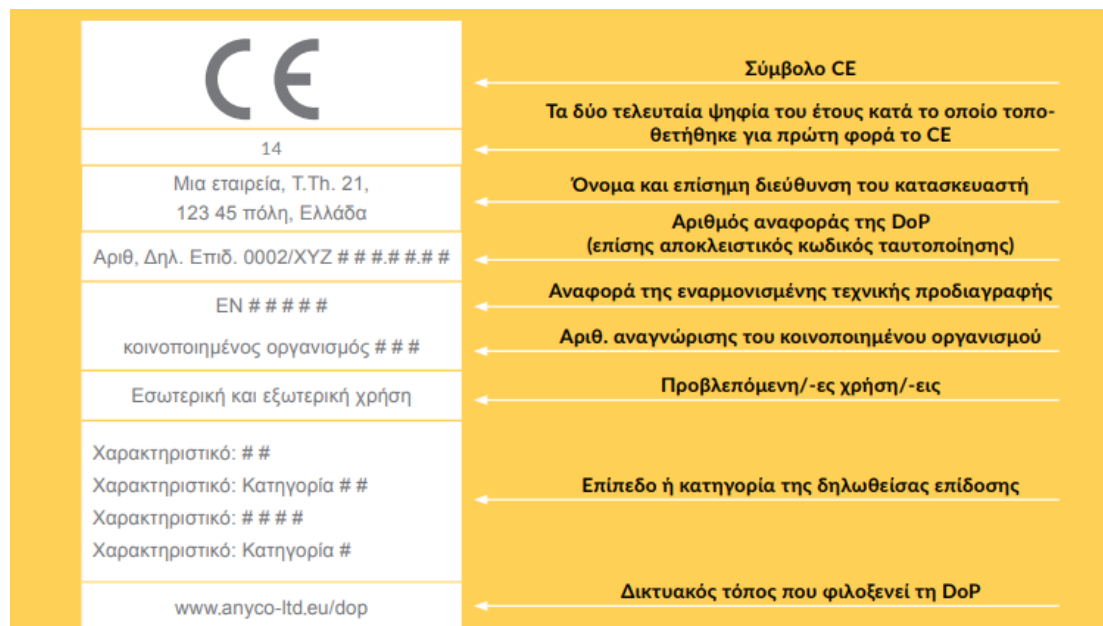 CE
Σύμβολο CE
Τα δύο τελευταία ψηφία του έτους κατά το οποίο τοπο-
θετήθηκε για πρώτη φορά το CE
14
Μια εταιρεία, T.Th. 21,
123 45 πόλη, Ελλάδα
Όνομα και επίσημη διεύθυνση του κατασκευαστή
Αριθμός αναφοράς της DoP
(επίσης αποκλειστικός κωδικός ταυτοποίησης)
Αριθ, Δηλ. Επιδ. 0002/XYZ # # #.# #.# #
Αναφορά της εναρμονισμένης τεχνικής προδιαγραφής
EN # # # # #
Αριθ. αναγνώρισης του κοινοποιημένου οργανισμού
κοινοποιημένος οργανισμός # # #
Προβλεπόμενη/-ες χρήση/-εις
Εσωτερική και εξωτερική χρήση
Χαρακτηριστικό: # #
Χαρακτηριστικό: Κατηγορία # #
Χαρακτηριστικό: # # # #
Χαρακτηριστικό: Κατηγορία #
Επίπεδο ή κατηγορία της δηλωθείσας επίδοσης
Δικτυακός τόπος που φιλοξενεί τη DoP
www.anyco-ltd.eu/dop